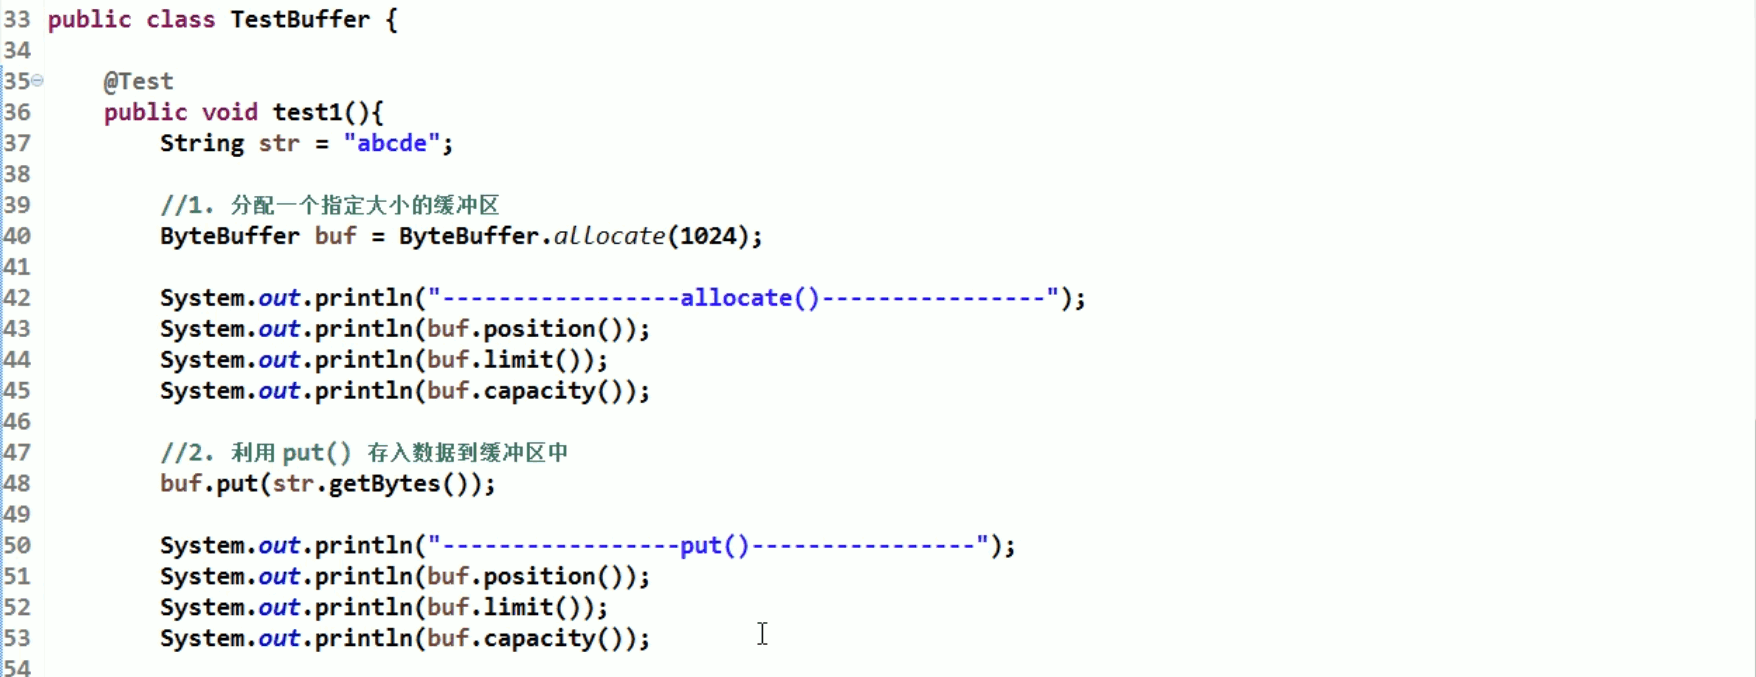 33 public class TestBuffer {
34
35 @Test
36 public void test1(){
37 String str = "abcde";
38
39 //1. 分配一个指定大小的缓冲区
40 ByteBuffer buf = ByteBuffer.allocate(1024);
41
42 System.out.println("-----------------allocate()----------------");
43 System.out.println(buf.position());
44 System.out.println(buf.limit());
45 System.out.println(buf.capacity());
46
47 //2. 利用 put() 存入数据到缓冲区中
48 buf.put(str.getBytes());
49
50 System.out.println("-----------------put()----------------");
51 System.out.println(buf.position());
52 System.out.println(buf.limit());
53 System.out.println(buf.capacity());
54